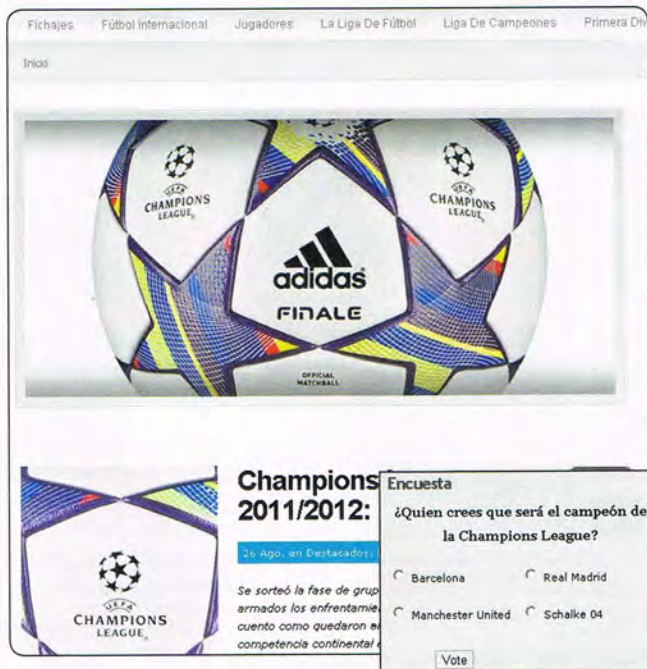 Fichajes Fútbol Internacional Jugadores La Liga De Fútbol Liga De Campeones Primera Div
Inicio
UEFA
CHAMPIONS
LEAGUE®
UEFA
CHAMPIONS
LEAGUE®
adidas
FINALE
OFFICIAL
MATCHBALL
UEFA
CHAMPIONS
LEAGUE®
Champions
2011/2012:
26 Ago, en Destacados,
Se sorteó la fase de grup
armados los enfrentamie
cuento como quedaron
competencia continental
Encuesta
¿Quien crees que será el campeón de
la Champions League?
Barcelona Real Madrid
Manchester United Schalke 04
Vote